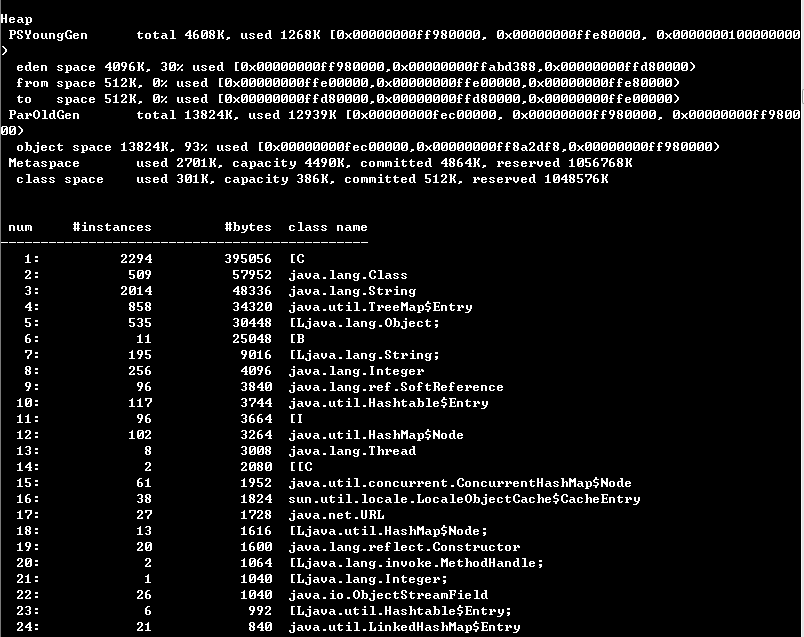 Heap
 PSYoungGen      total 4608K, used 1268K [0x00000000ff980000, 0x00000000ffe80000, 0x0000000100000000
)
  eden space 4096K, 30% used [0x00000000ff980000,0x00000000ffabd388,0x00000000ffd80000)
  from space 512K, 0% used [0x00000000ffe00000,0x00000000ffe00000,0x00000000ffe80000)
  to   space 512K, 0% used [0x00000000ffd80000,0x00000000ffd80000,0x00000000ffe00000)
 ParOldGen       total 13824K, used 12939K [0x00000000fec00000, 0x00000000ff980000, 0x00000000ff9800
00)
  object space 13824K, 93% used [0x00000000fec00000,0x00000000ff8a2df8,0x00000000ff980000)
 Metaspace       used 2701K, capacity 4490K, committed 4864K, reserved 1056768K
  class space    used 301K, capacity 386K, committed 512K, reserved 1048576K
 num     #instances         #bytes  class name
----------------------------------------------
   1:          2294         395056  [C
   2:           509          57952  java.lang.Class
   3:          2014          48336  java.lang.String
   4:           858          34320  java.util.TreeMap$Entry
   5:           535          30448  [Ljava.lang.Object;
   6:            11          25048  [B
   7:           195           9016  [Ljava.lang.String;
   8:           256           4096  java.lang.Integer
   9:            96           3840  java.lang.ref.SoftReference
  10:           117           3744  java.util.Hashtable$Entry
  11:            96           3664  [I
  12:           102           3264  java.util.HashMap$Node
  13:             8           3008  java.lang.Thread
  14:             2           2080  [[C
  15:            61           1952  java.util.concurrent.ConcurrentHashMap$Node
  16:            38           1824  sun.util.locale.LocaleObjectCache$CacheEntry
  17:            27           1728  java.net.URL
  18:            13           1616  [Ljava.util.HashMap$Node;
  19:            20           1600  java.lang.reflect.Constructor
  20:             2           1064  [Ljava.lang.invoke.MethodHandle;
  21:             1           1040  [Ljava.lang.Integer;
  22:            26           1040  java.io.ObjectStreamField
  23:             6            992  [Ljava.util.Hashtable$Entry;
  24:            21            840  java.util.LinkedHashMap$Entry